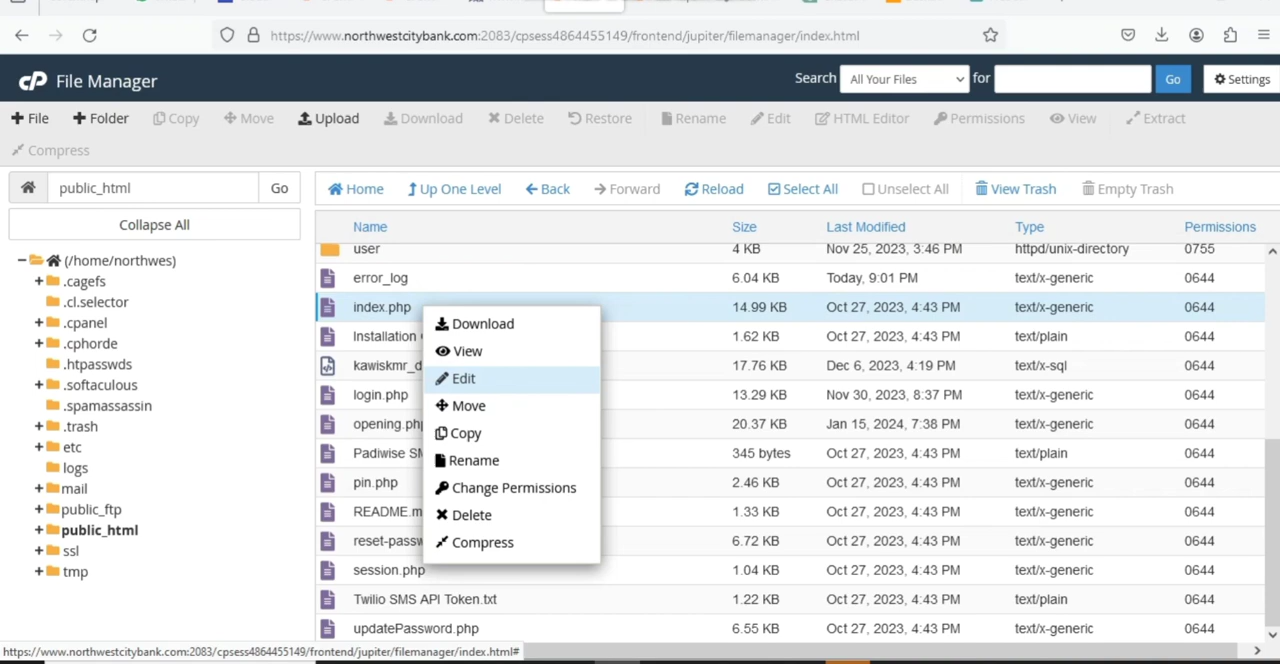 https://www.northwestcitybank.com:2083/cpsess4864455149/frontend/jupiter/filemanager/index.html
cP File Manager
Search All Your Files for Go Settings
File Folder Copy Move Upload Download Delete Restore Rename Edit HTML Editor Permissions View Extract
Compress
public_html Go
Home Up One Level Back Forward Reload Select All Unselect All View Trash Empty Trash
Collapse All
(/home/northwes)
.cagefs
.cl.selector
.cpanel
.cphorde
.htpasswds
.softaculous
.spamassassin
.trash
etc
logs
mail
public_ftp
public_html
ssl
tmp
Name Size Last Modified Type Permissions
user 4 KB Nov 25, 2023, 3:46 PM httpd/unix-directory 0755
error_log 6.04 KB Today, 9:01 PM text/x-generic 0644
index.php 14.99 KB Oct 27, 2023, 4:43 PM text/x-generic 0644
Installation 1.62 KB Oct 27, 2023, 4:43 PM text/plain 0644
kawiskmr_d 17.76 KB Dec 6, 2023, 4:19 PM text/x-sql 0644
login.php 13.29 KB Nov 30, 2023, 8:37 PM text/x-generic 0644
opening.php 20.37 KB Jan 15, 2024, 7:38 PM text/x-generic 0644
Padiwise SM 345 bytes Oct 27, 2023, 4:43 PM text/plain 0644
pin.php 2.46 KB Oct 27, 2023, 4:43 PM text/x-generic 0644
README.m 1.33 KB Oct 27, 2023, 4:43 PM text/x-generic 0644
reset-passw 6.72 KB Oct 27, 2023, 4:43 PM text/x-generic 0644
session.php 1.04 KB Oct 27, 2023, 4:43 PM text/x-generic 0644
Twilio SMS API Token.txt 1.22 KB Oct 27, 2023, 4:43 PM text/plain 0644
updatePassword.php 6.55 KB Oct 27, 2023, 4:43 PM text/x-generic 0644
Download
View
Edit
Move
Copy
Rename
Change Permissions
Delete
Compress
https://www.northwestcitybank.com:2083/cpsess4864455149/frontend/jupiter/filemanager/index.html#